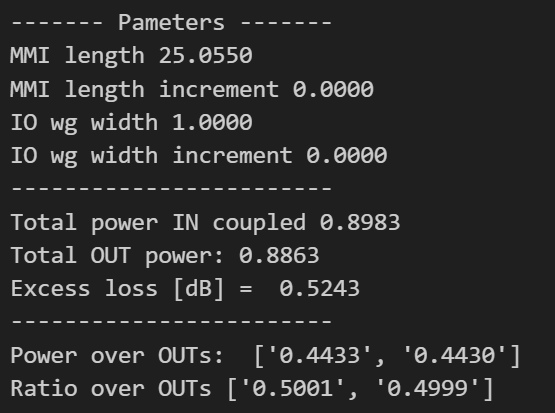 ------- Pameters -------
MMI length 25.0550
MMI length increment 0.0000
IO wg width 1.0000
IO wg width increment 0.0000
------------------------
Total power IN coupled 0.8983
Total OUT power: 0.8863
Excess loss [dB] =  0.5243
------------------------
Power over OUTs:  ['0.4433', '0.4430']
Ratio over OUTs ['0.5001', '0.4999']